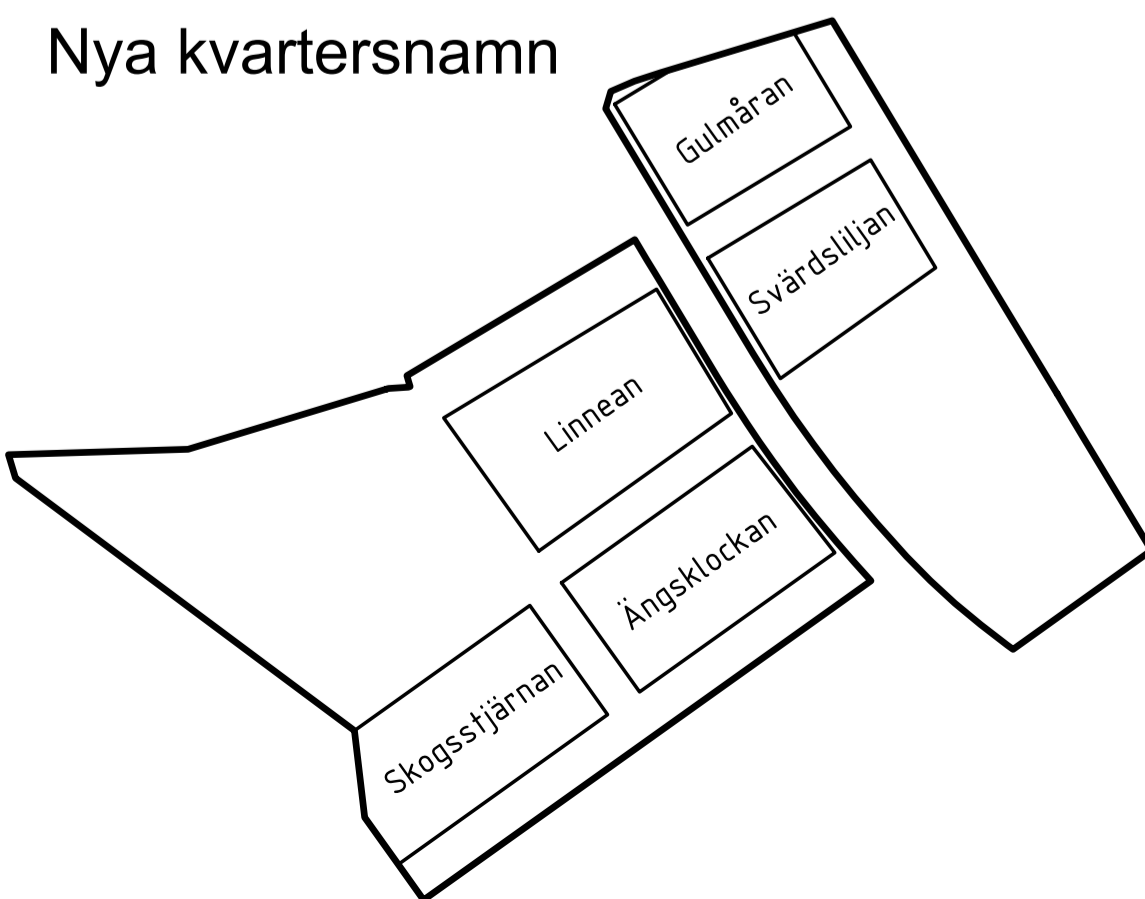 Nya kvartersnamn
Gulmåran
Svärdsliljan
Linnean
Ängsklockan
Skogsstjärnan